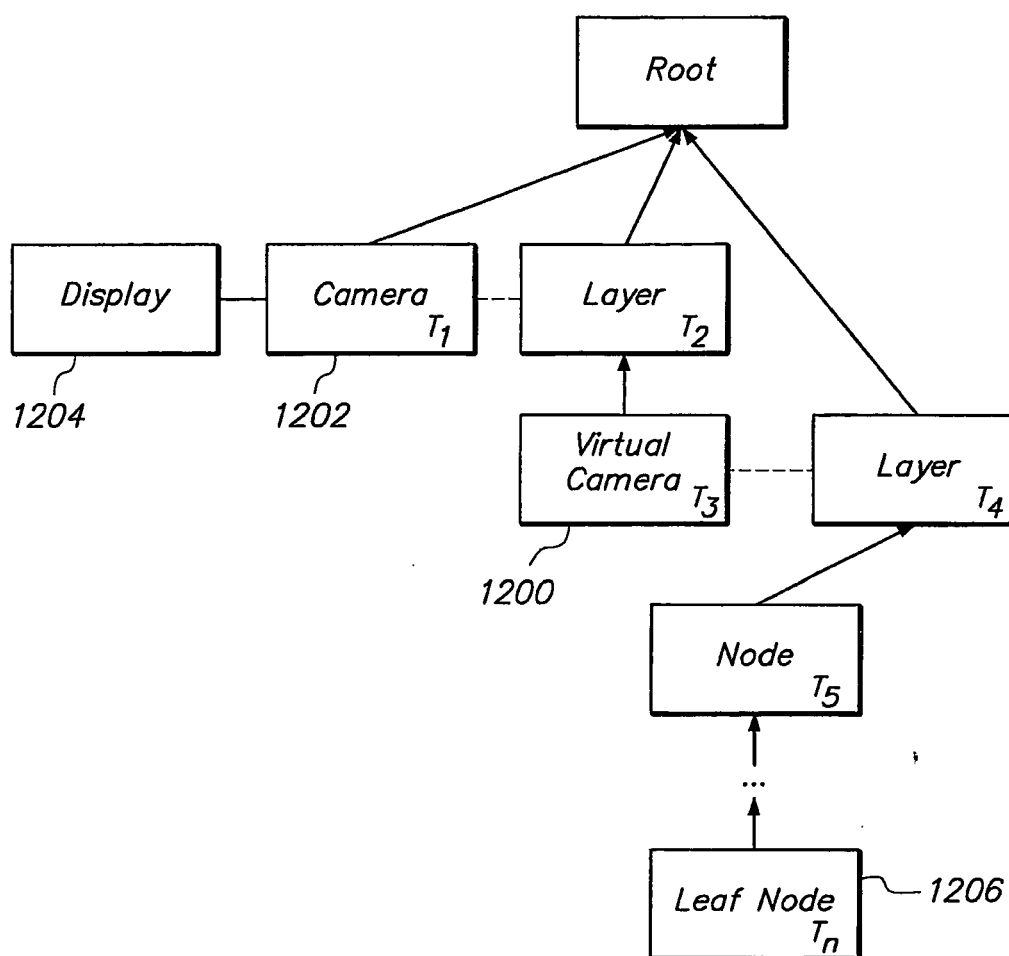 Root
Display
Camera
T1
Layer
T2
1204
1202
Virtual
Camera
T3
Layer
T4
1200
Node
T5
...
Leaf Node
Tn
1206